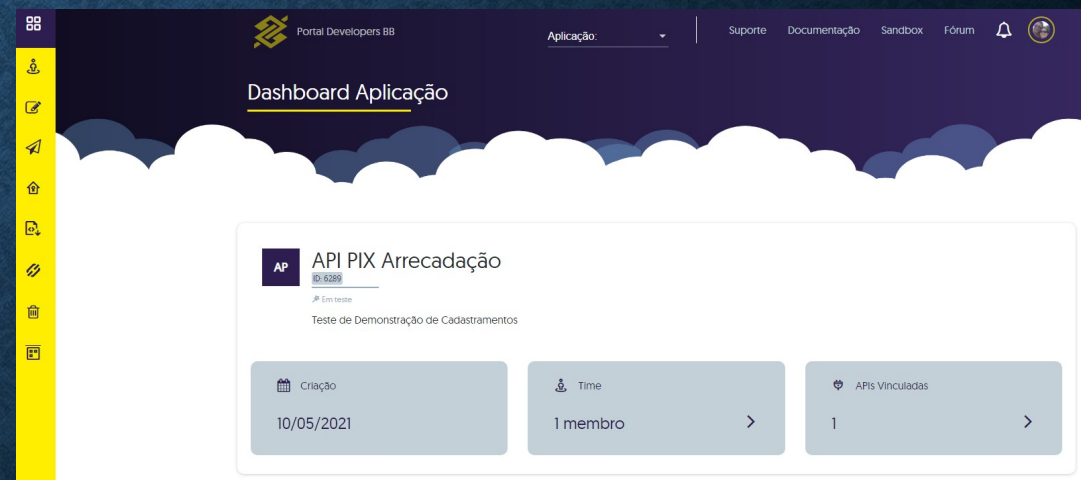 Portal Developers BB
Aplicação:
Suporte
Documentação
Sandbox
Fórum
Dashboard Aplicação
AP
API PIX Arrecadação
ID: 6289
Em teste
Teste de Demonstração de Cadastramentos
Criação
10/05/2021
Time
1 membro
APIs Vinculadas
1